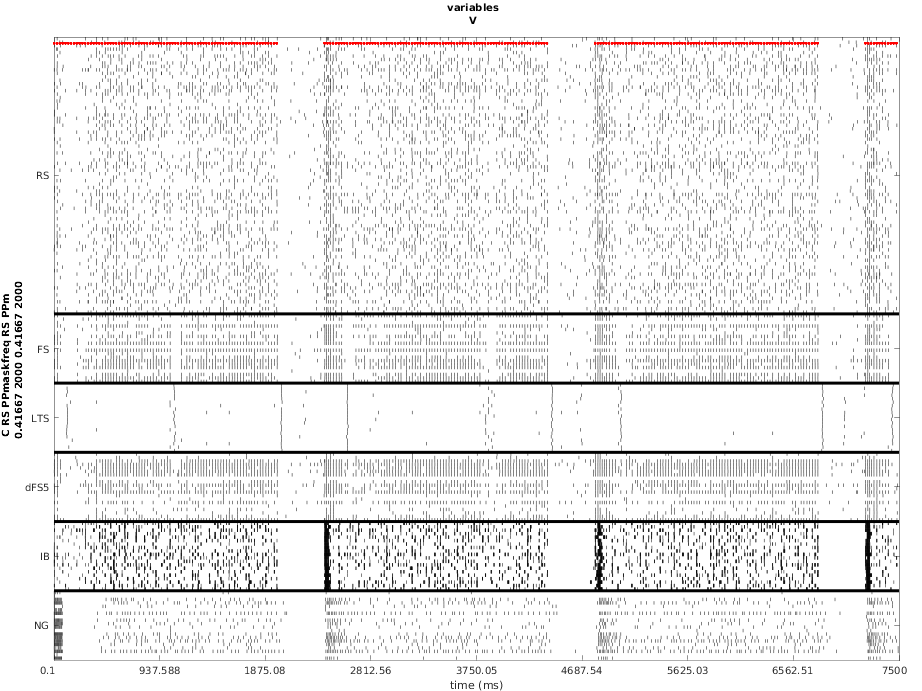 variables
V
C RS PPmaskfreq RS PPm
0.41667 2000 0.41667 2000
RS
FS
LTS
dFS5
IB
NG
0.1 937.588 1875.08 2812.56 3750.05 4687.54 5625.03 6562.51 7500
time (ms)